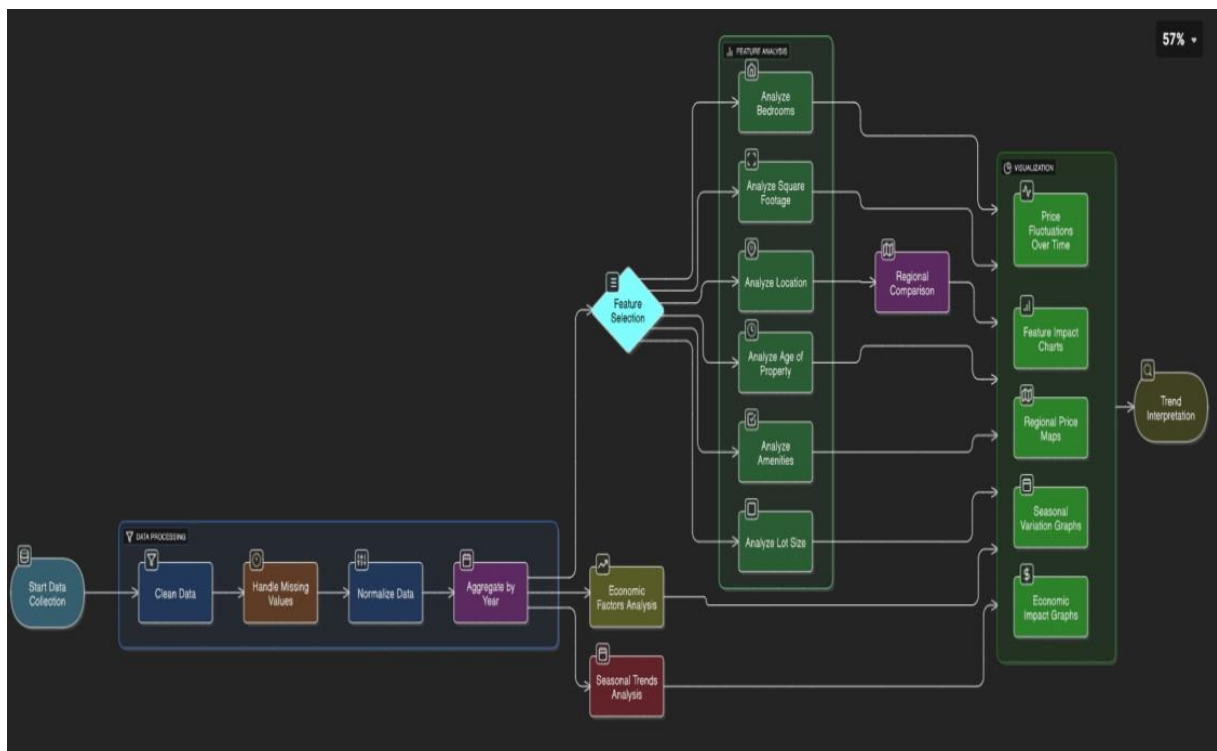 57%
FEATURE ANALYSIS
Analyze
Bedrooms
Analyze Square
Footage
Analyze Location
Analyze Age of
Property
Analyze
Amenities
Analyze Lot Size
Regional
Comparison
Feature
Selection
VISUALIZATION
Price
Fluctuations
Over Time
Feature Impact
Charts
Regional Price
Maps
Seasonal
Variation Graphs
Economic
Impact Graphs
Trend
Interpretation
DATA PROCESSING
Start Data
Collection
Clean Data
Handle Missing
Values
Normalize Data
Aggregate by
Year
Economic
Factors Analysis
Seasonal Trends
Analysis